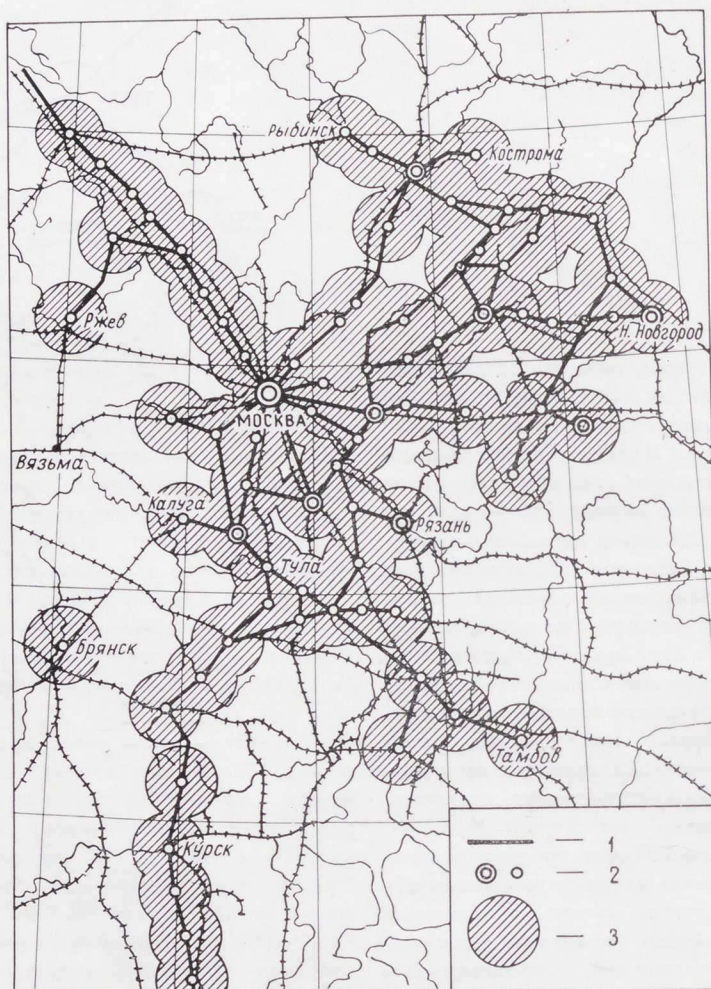 Рыбинск
Кострома
Ржев
Н. Новгород
МОСКВА
Вязьма
Калуга
Рязань
Тула
Брянск
Тамбов
Курск
1
2
3